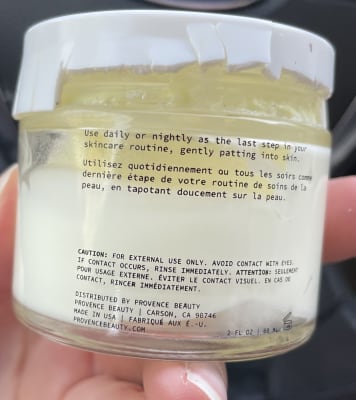 Use daily or nightly as the last step in your
skincare routine, gently patting into skin.
Utilisez quotidiennement ou tous les soirs comme
dernière étape de votre routine de soins de la
peau, en tapotant doucement sur la peau.
CAUTION: FOR EXTERNAL USE ONLY. AVOID CONTACT WITH EYES.
IF CONTACT OCCURS, RINSE IMMEDIATELY. ATTENTION: SEULEMENT
POUR USAGE EXTERNE. ÉVITER LE CONTACT VISUEL. EN CAS DE
CONTACT, RINCER IMMÉDIATEMENT.
DISTRIBUTED BY PROVENCE BEAUTY
PROVENCE BEAUTY | CARSON, CA 90746
MADE IN USA | FABRIQUÉ AUX É.-U.
PROVENCEBEAUTY.COM
2 FL OZ | 60 mL